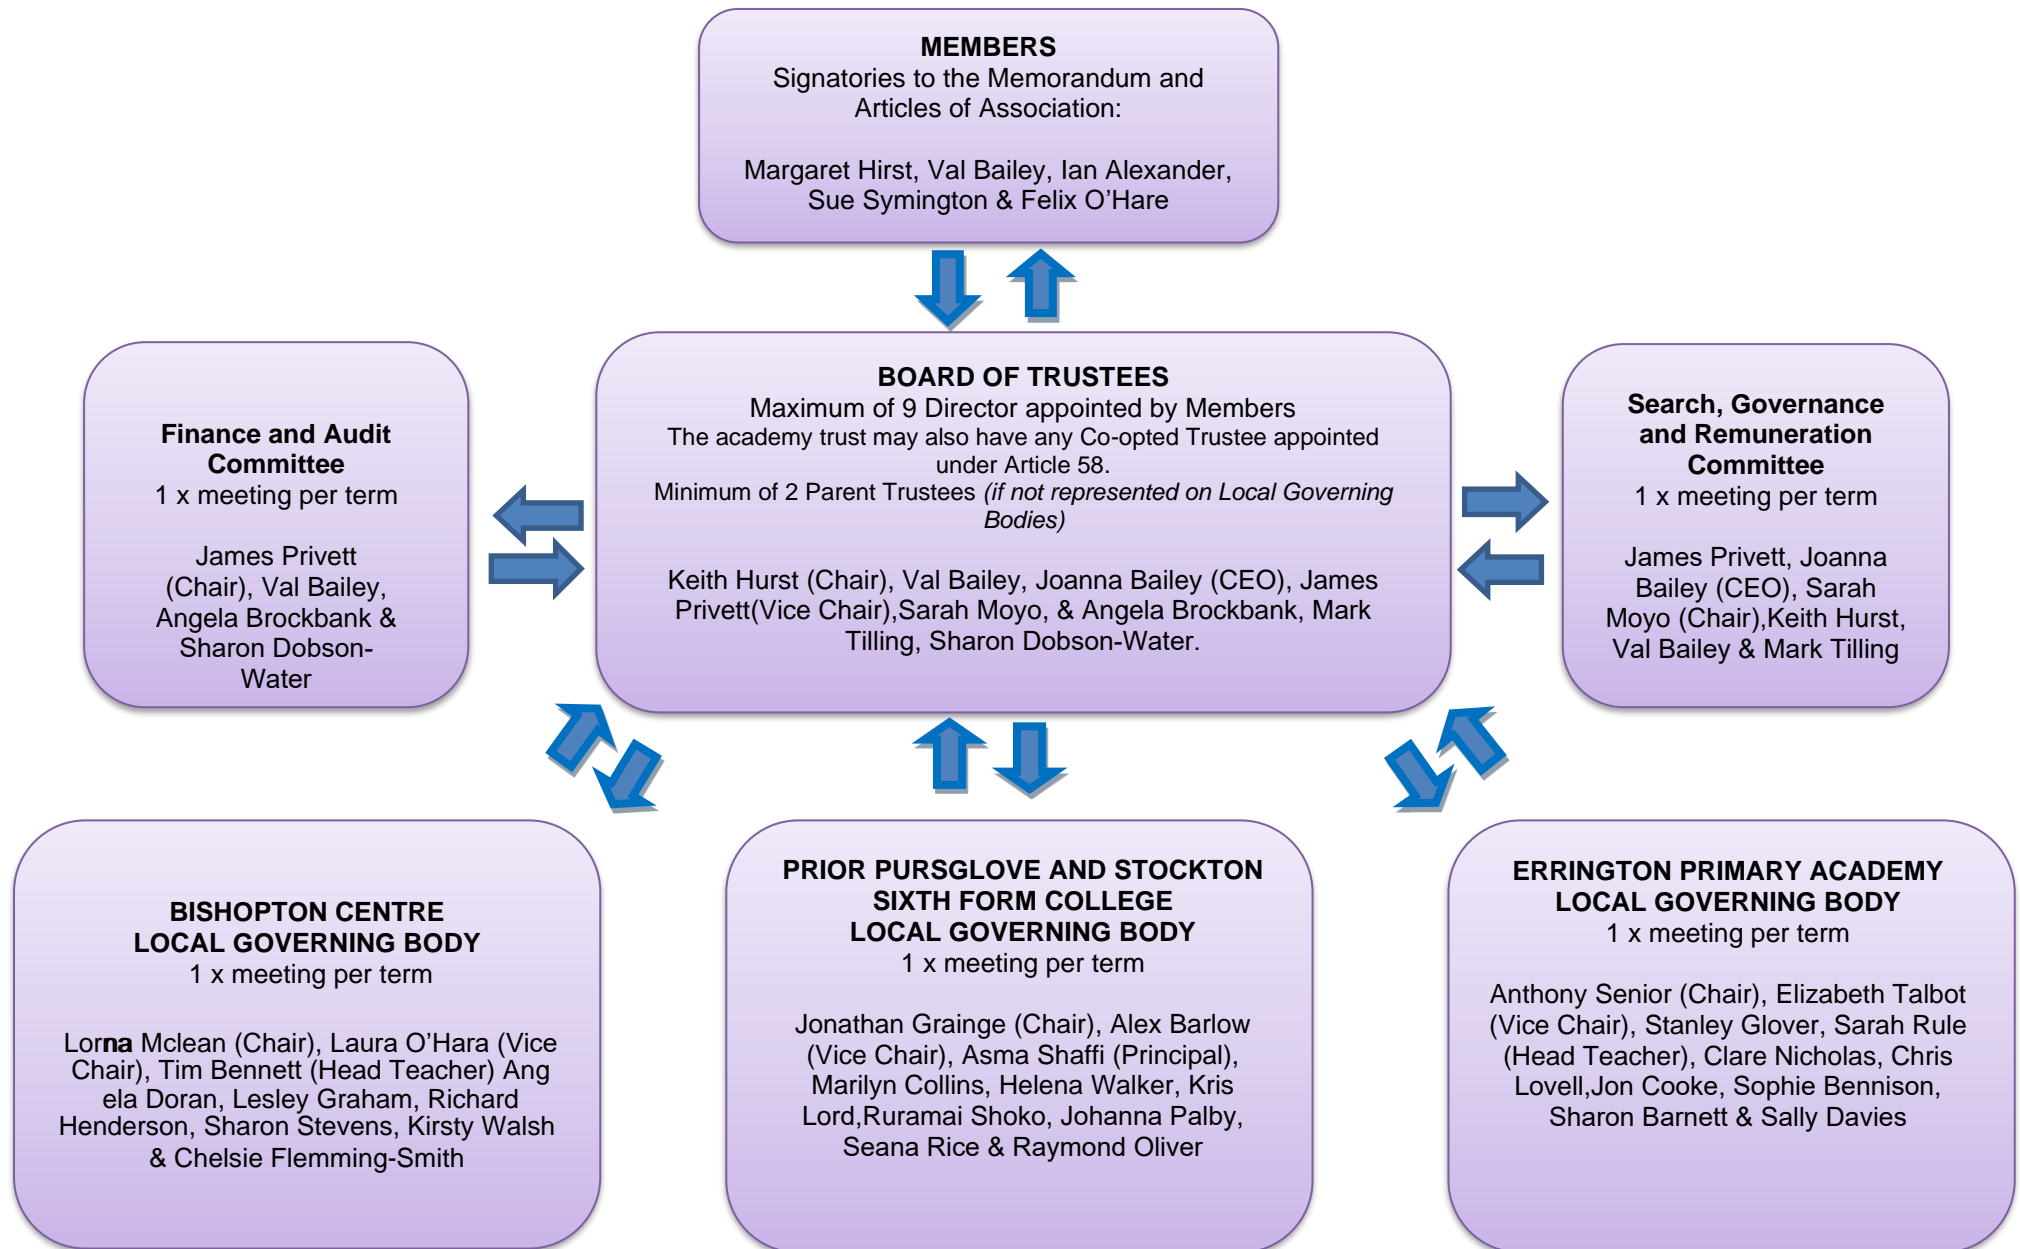 MEMBERS
Signatories to the Memorandum and
Articles of Association:
Margaret Hirst, Val Bailey, Ian Alexander,
Sue Symington & Felix O’Hare
Finance and Audit
Committee
1 x meeting per term
James Privett
(Chair), Val Bailey,
Angela Brockbank &
Sharon Dobson-
Water
BOARD OF TRUSTEES
Maximum of 9 Director appointed by Members
The academy trust may also have any Co-opted Trustee appointed
under Article 58.
Minimum of 2 Parent Trustees (if not represented on Local Governing
Bodies)
Keith Hurst (Chair), Val Bailey, Joanna Bailey (CEO), James
Privett(Vice Chair),Sarah Moyo, & Angela Brockbank, Mark
Tilling, Sharon Dobson-Water.
Search, Governance
and Remuneration
Committee
1 x meeting per term
James Privett, Joanna
Bailey (CEO), Sarah
Moyo (Chair),Keith Hurst,
Val Bailey & Mark Tilling
BISHOPTON CENTRE
LOCAL GOVERNING BODY
1 x meeting per term
Lorna Mclean (Chair), Laura O’Hara (Vice
Chair), Tim Bennett (Head Teacher) Ang
ela Doran, Lesley Graham, Richard
Henderson, Sharon Stevens, Kirsty Walsh
& Chelsie Flemming-Smith
PRIOR PURSGLOVE AND STOCKTON
SIXTH FORM COLLEGE
LOCAL GOVERNING BODY
1 x meeting per term
Jonathan Grainge (Chair), Alex Barlow
(Vice Chair), Asma Shaffi (Principal),
Marilyn Collins, Helena Walker, Kris
Lord,Ruramai Shoko, Johanna Palby,
Seana Rice & Raymond Oliver
ERRINGTON PRIMARY ACADEMY
LOCAL GOVERNING BODY
1 x meeting per term
Anthony Senior (Chair), Elizabeth Talbot
(Vice Chair), Stanley Glover, Sarah Rule
(Head Teacher), Clare Nicholas, Chris
Lovell,Jon Cooke, Sophie Bennison,
Sharon Barnett & Sally Davies